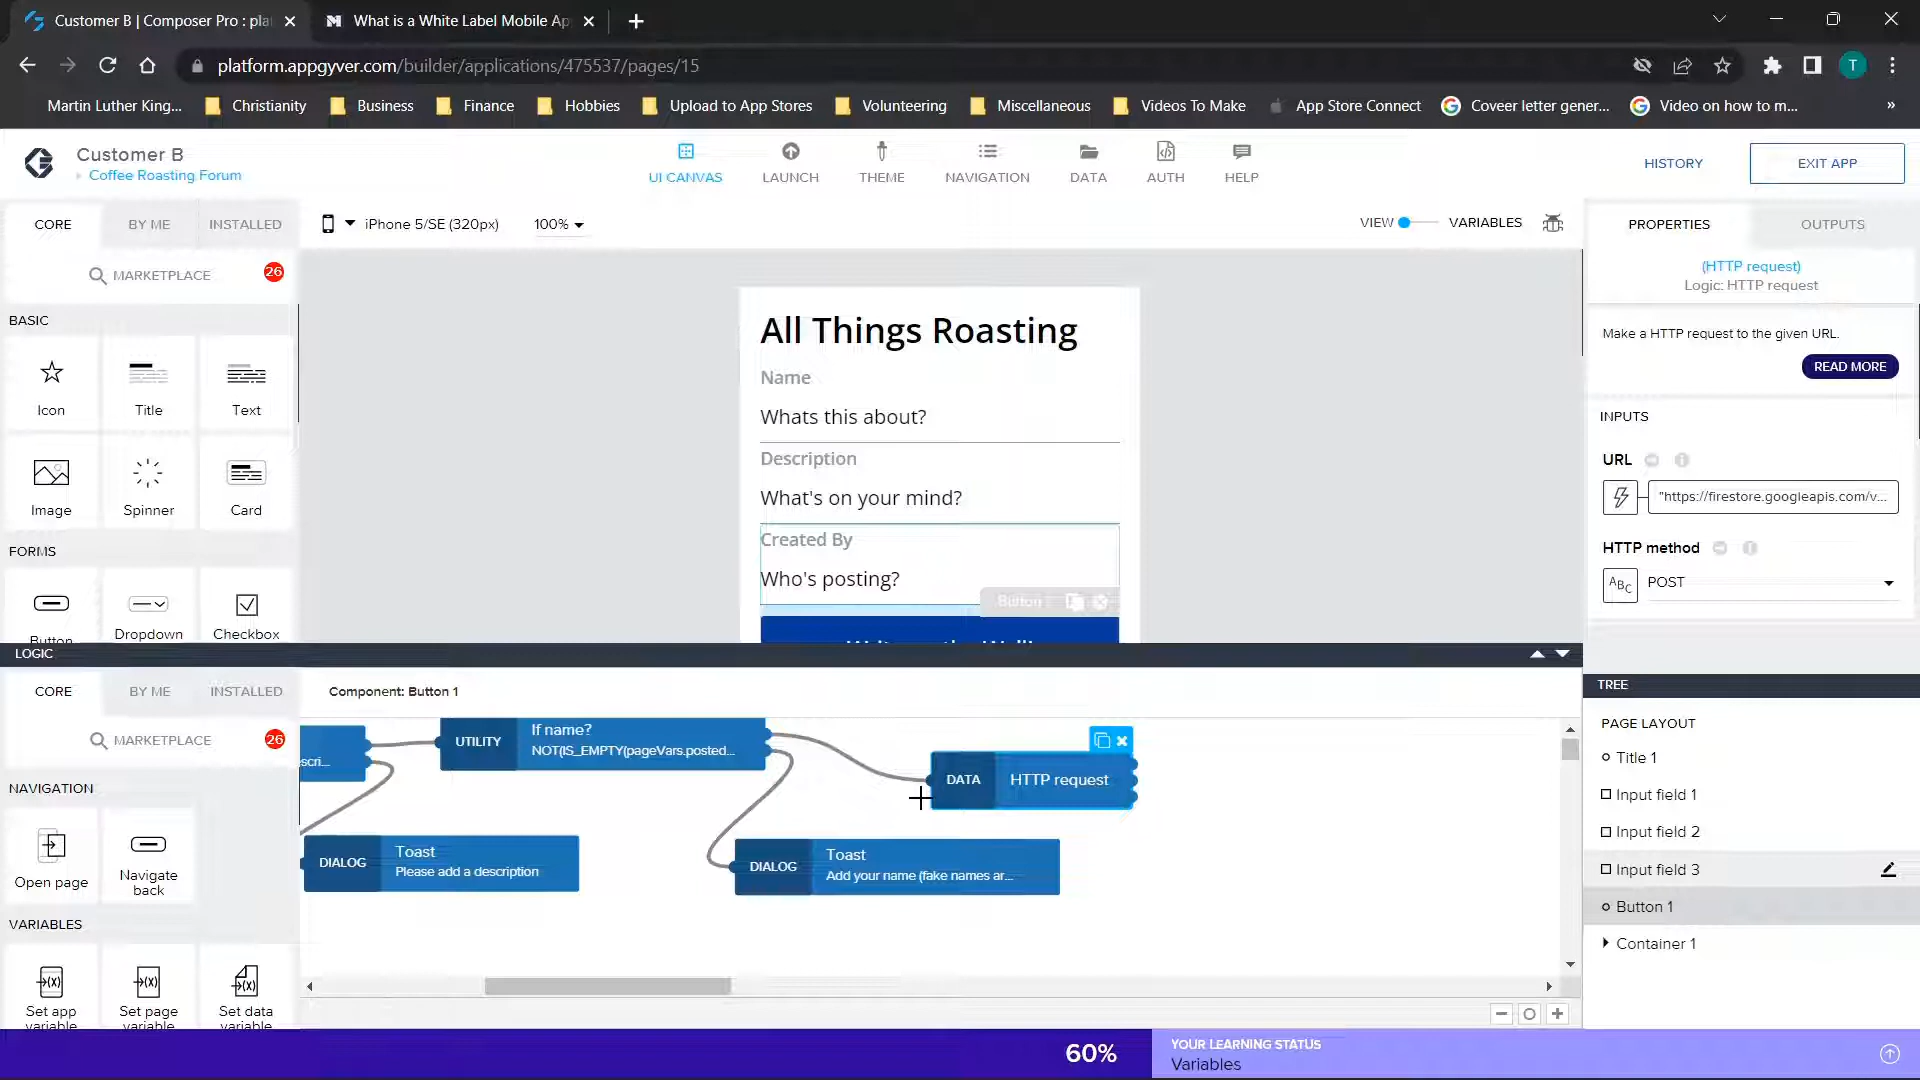 Customer B | Composer Pro : pla
What is a White Label Mobile Ap
platform.appgyver.com/builder/applications/475537/pages/15
T
Martin Luther King...
Christianity
Business
Finance
Hobbies
Upload to App Stores
Volunteering
Miscellaneous
Videos To Make
App Store Connect
Coveer letter gener...
Video on how to m...
»
Customer B
Coffee Roasting Forum
UI CANVAS
LAUNCH
THEME
NAVIGATION
DATA
AUTH
HELP
HISTORY
EXIT APP
CORE
BY ME
INSTALLED
iPhone 5/SE (320px)
100%
VIEW
VARIABLES
PROPERTIES
OUTPUTS
MARKETPLACE
26
(HTTP request)
Logic: HTTP request
BASIC
Icon
Title
Text
Image
Spinner
Card
FORMS
Button
Dropdown
Checkbox
All Things Roasting
Name
Whats this about?
Description
What's on your mind?
Created By
Who's posting?
Button 1
Make a HTTP request to the given URL.
READ MORE
INPUTS
URL
"https://firestore.googleapis.com/v...
HTTP method
ABC
POST
LOGIC
CORE
BY ME
INSTALLED
Component: Button 1
MARKETPLACE
26
NAVIGATION
Open page
Navigate
back
VARIABLES
Set app
variable
Set page
variable
Set data
variable
scri...
UTILITY
If name?
NOT(IS_EMPTY(pageVars.posted...
DATA
HTTP request
DIALOG
Toast
Please add a description
DIALOG
Toast
Add your name (fake names ar...
TREE
PAGE LAYOUT
Title 1
Input field 1
Input field 2
Input field 3
Button 1
Container 1
60%
YOUR LEARNING STATUS
Variables